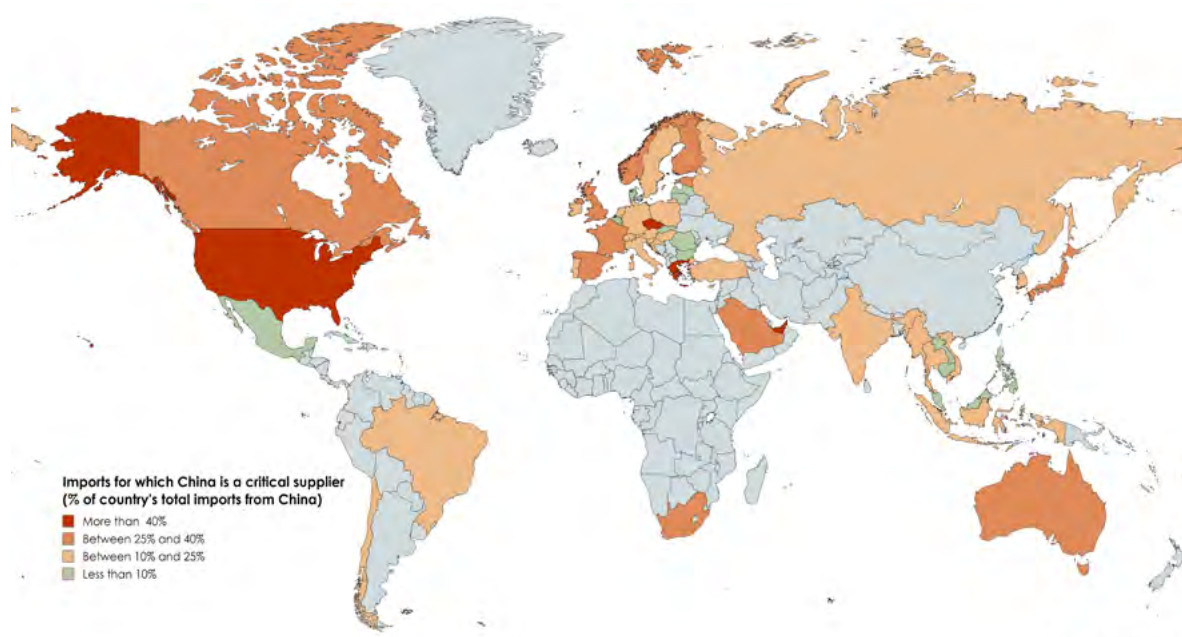 Imports for which China is a critical supplier
(% of country's total imports from China)
More than 40%
Between 25% and 40%
Between 10% and 25%
Less than 10%